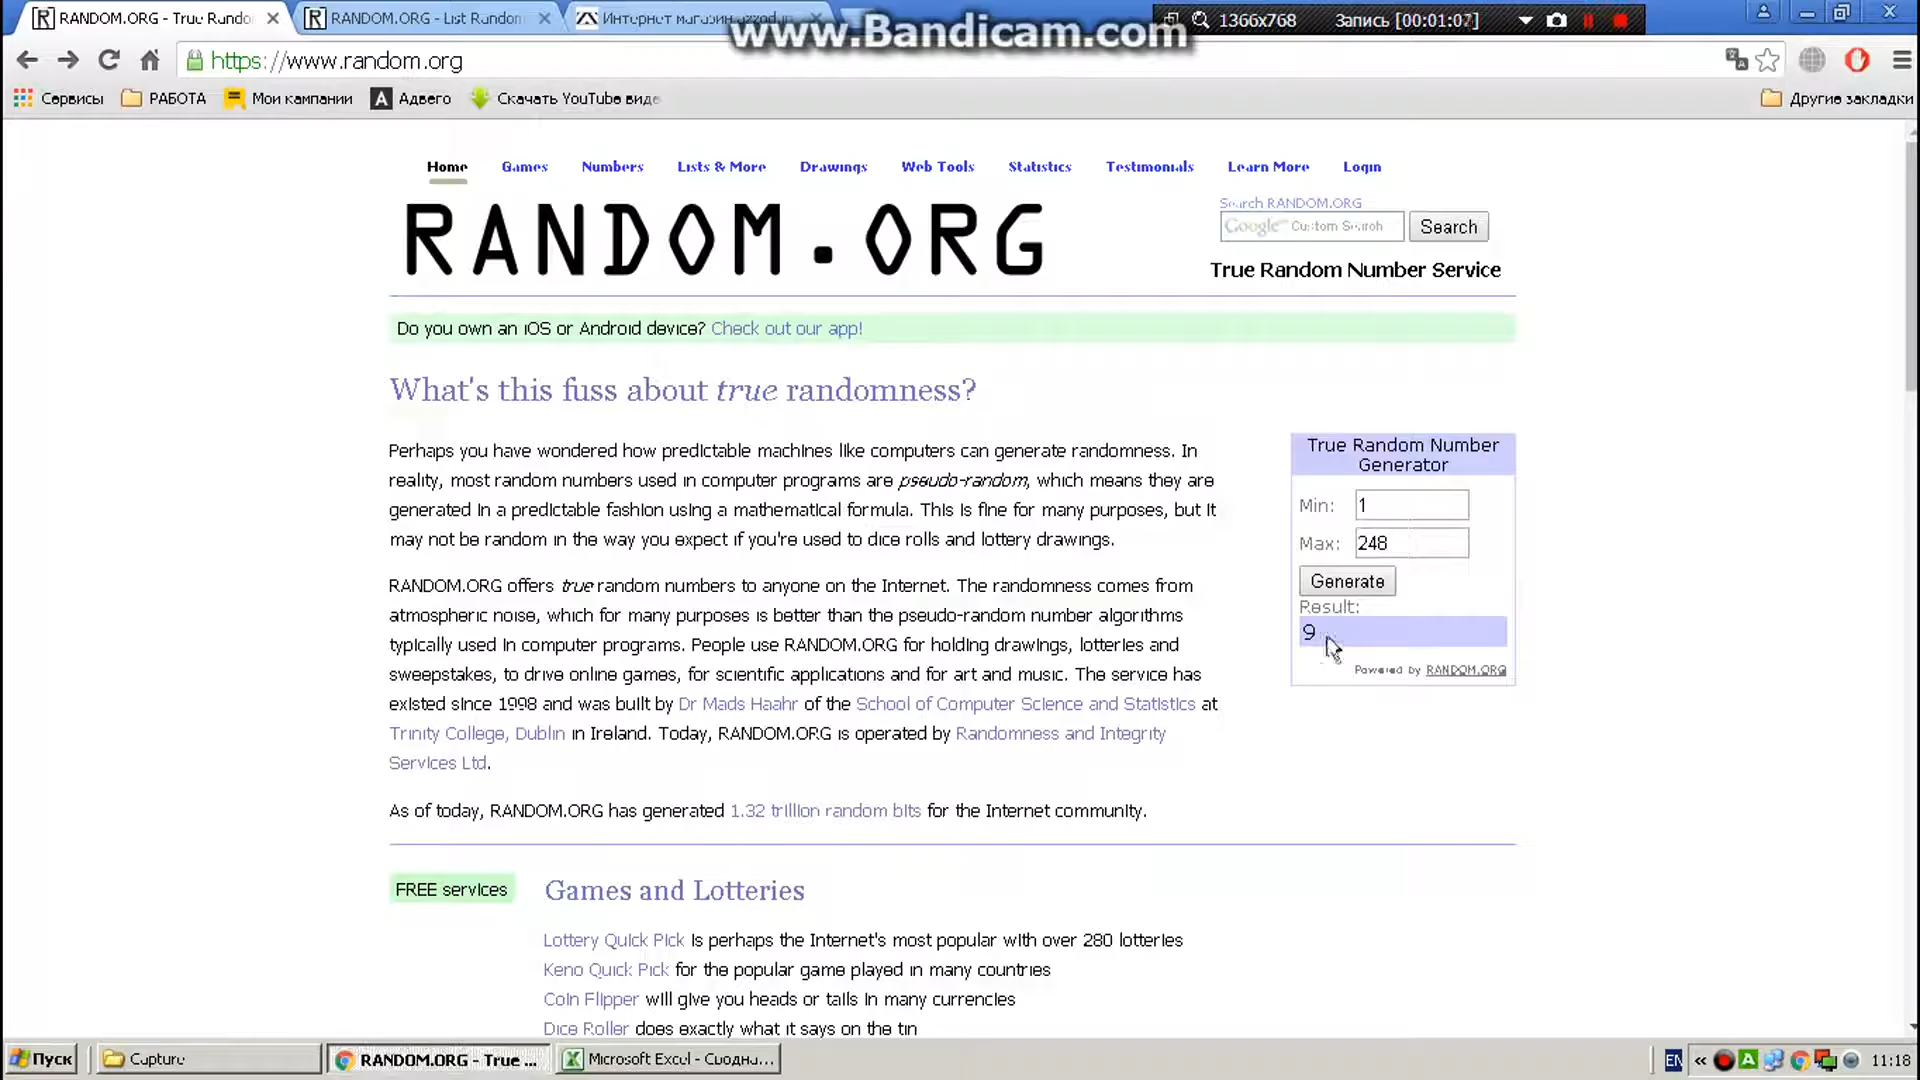 RANDOM.ORG - True Rando
RANDOM.ORG - List Random
Интернет магазин
1366x768
Запись [00:01:07]
www.Bandicam.com
https://www.random.org
Сервисы
РАБОТА
Мои кампании
Адвего
Скачать YouTube виде
Другие закладки
Home Games Numbers Lists & More Drawings Web Tools Statistics Testimonials Learn More Login
RANDOM.ORG
Search RANDOM.ORG
Google™ Custom Search
Search
True Random Number Service
Do you own an iOS or Android device? Check out our app!
What's this fuss about true randomness?
Perhaps you have wondered how predictable machines like computers can generate randomness. In
reality, most random numbers used in computer programs are pseudo-random, which means they are
generated in a predictable fashion using a mathematical formula. This is fine for many purposes, but it
may not be random in the way you expect if you're used to dice rolls and lottery drawings.
RANDOM.ORG offers true random numbers to anyone on the Internet. The randomness comes from
atmospheric noise, which for many purposes is better than the pseudo-random number algorithms
typically used in computer programs. People use RANDOM.ORG for holding drawings, lotteries and
sweepstakes, to drive online games, for scientific applications and for art and music. The service has
existed since 1998 and was built by Dr Mads Haahr of the School of Computer Science and Statistics at
Trinity College, Dublin in Ireland. Today, RANDOM.ORG is operated by Randomness and Integrity
Services Ltd.
As of today, RANDOM.ORG has generated 1.32 trillion random bits for the Internet community.
True Random Number
Generator
Min: 1
Max: 248
Generate
Result:
9
Powered by RANDOM.ORG
FREE services
Games and Lotteries
Lottery Quick Pick is perhaps the Internet's most popular with over 280 lotteries
Keno Quick Pick for the popular game played in many countries
Coin Flipper will give you heads or tails in many currencies
Dice Roller does exactly what it says on the tin
Пуск
Capture
RANDOM.ORG - True ...
Microsoft Excel - Сводна...
EN
«
11:18